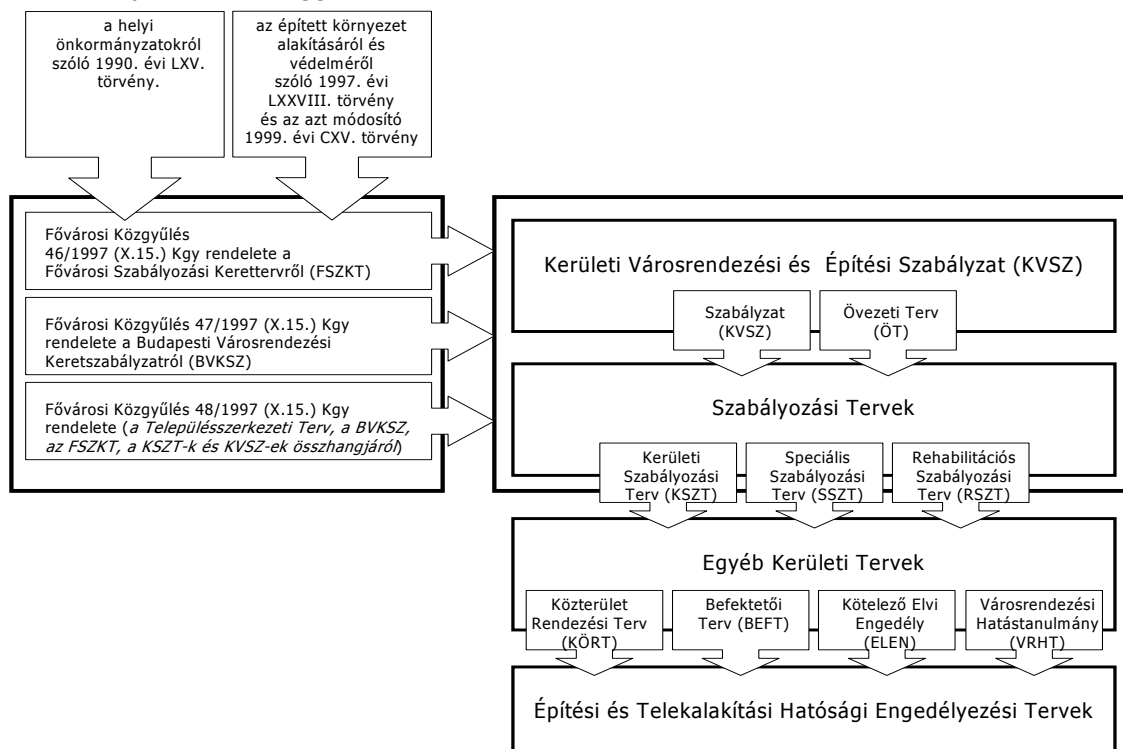 a helyi
önkormányzatokról
szóló 1990. évi LXV.
törvény.
az épített környezet
alakításáról és
védelméről
szóló 1997. évi
LXXVIII. törvény
és az azt módosító
1999. évi CXV. törvény
Fővárosi Közgyűlés
46/1997 (X.15.) Kgy rendelete a
Fővárosi Szabályozási Kerettervről (FSZKT)
Fővárosi Közgyűlés 47/1997 (X.15.) Kgy
rendelete a Budapesti Városrendezési
Keretszabályzatról (BVKSZ)
Fővárosi Közgyűlés 48/1997 (X.15.) Kgy
rendelete (a Településszerkezeti Terv, a BVKSZ,
az FSZKT, a KSZT-k és KVSZ-ek összhangjáról)
Kerületi Városrendezési és Építési Szabályzat (KVSZ)
Szabályzat
(KVSZ)
Övezeti Terv
(ÖT)
Szabályozási Tervek
Kerületi
Szabályozási
Terv (KSZT)
Speciális
Szabályozási
Terv (SSZT)
Rehabilitációs
Szabályozási
Terv (RSZT)
Egyéb Kerületi Tervek
Közterület
Rendezési Terv
(KÖRT)
Befektetői
Terv (BEFT)
Kötelező Elvi
Engedély
(ELEN)
Városrendezési
Hatástanulmány
(VRHT)
Építési és Telekalakítási Hatósági Engedélyezési Tervek